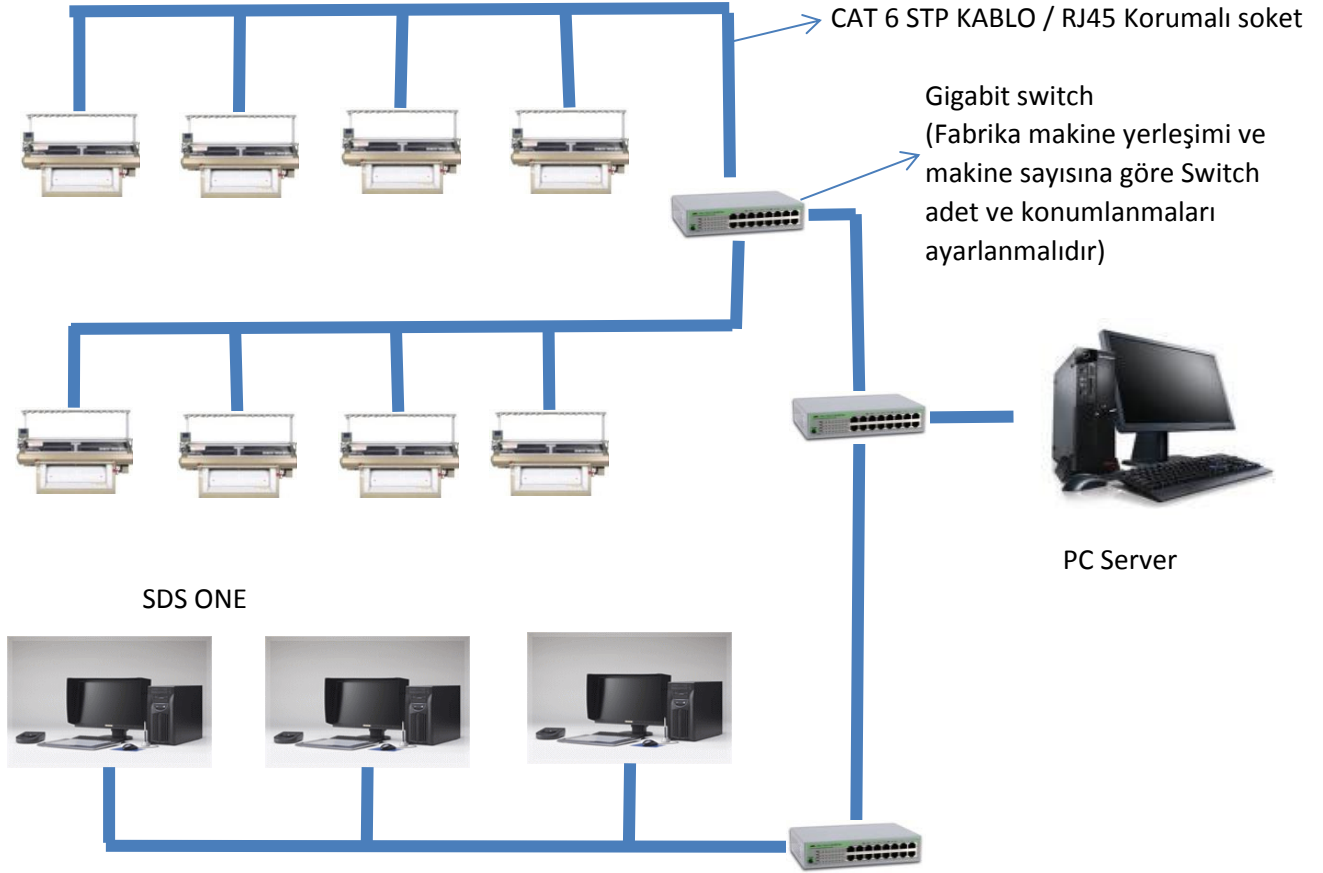 CAT 6 STP KABLO / RJ45 Korumalı soket
Gigabit switch
(Fabrika makine yerleşimi ve
makine sayısına göre Switch
adet ve konumlanmaları
ayarlanmalıdır)
PC Server
SDS ONE